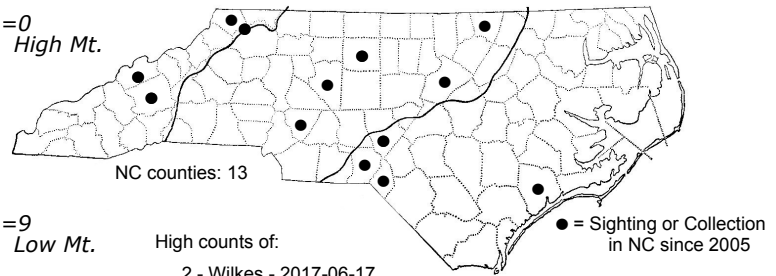 =0
High Mt.
NC counties: 13
=9
Low Mt.
High counts of:
2 - Wilkes - 2017-06-17
● = Sighting or Collection
in NC since 2005